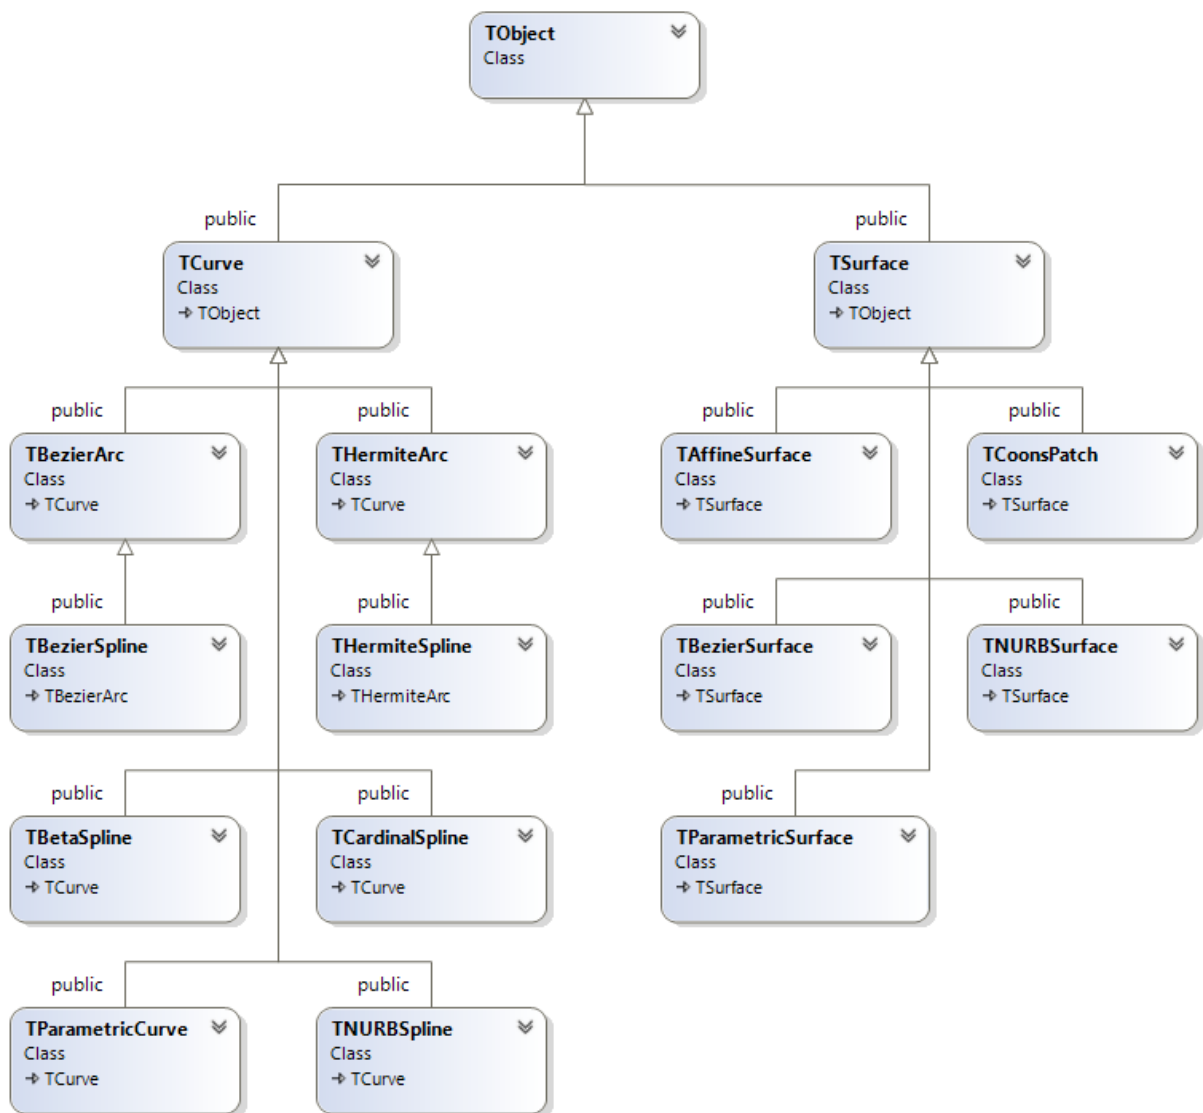 TObject
Class
public
public
TCurve
Class
TObject
TSurface
Class
TObject
public
public
public
public
TBezierArc
Class
TCurve
THermiteArc
Class
TCurve
TAffineSurface
Class
TSurface
TCoonsPatch
Class
TSurface
public
public
public
public
TBezierSpline
Class
TBezierArc
THermiteSpline
Class
THermiteArc
TBezierSurface
Class
TSurface
TNURBSurface
Class
TSurface
public
public
public
TBetaSpline
Class
TCurve
TCardinalSpline
Class
TCurve
TParametricSurface
Class
TSurface
public
public
TParametricCurve
Class
TCurve
TNURBSpline
Class
TCurve